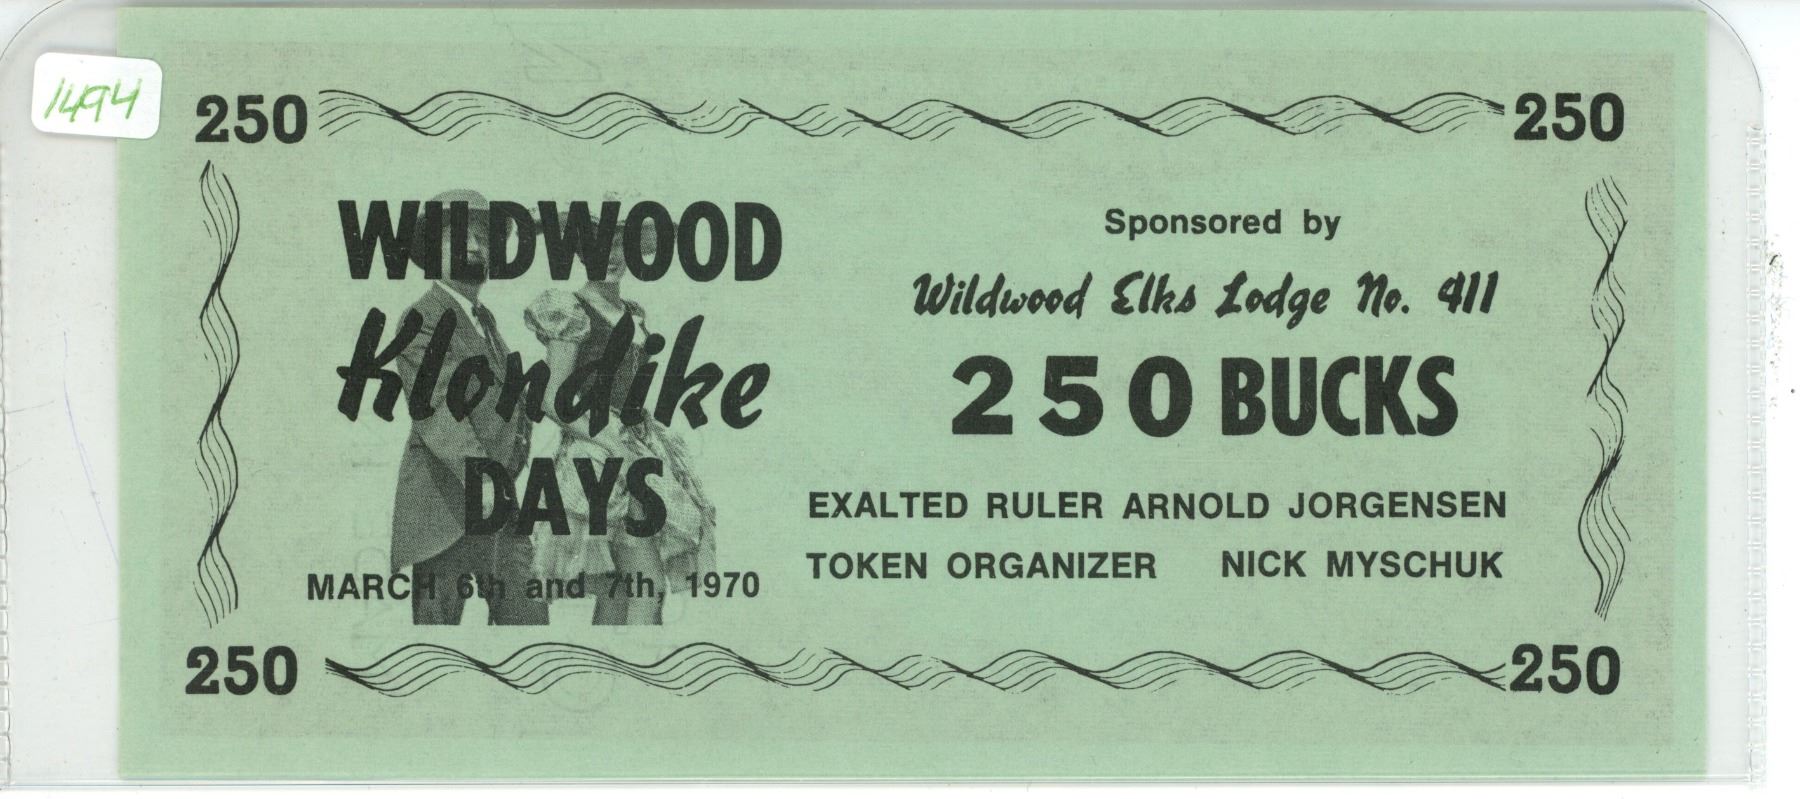 1494
250 250
WILDWOOD
Klondike
DAYS
MARCH 6th and 7th, 1970
Sponsored by
Wildwood Elks Lodge No. 411
250 BUCKS
EXALTED RULER ARNOLD JORGENSEN
TOKEN ORGANIZER NICK MYSCHUK
250 250